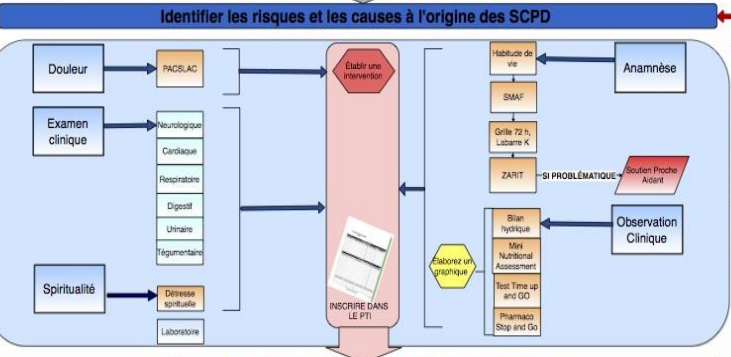 Identifier les risques et les causes à l'origine des SCPD
Douleur
PACSLAC
Examen
clinique
Neurologique
Cardiaque
Respiratoire
Digestif
Urinaire
Tégumentaire
Spiritualité
Détresse
spirituelle
Laboratoire
Établir une
intervention
INSCRIRE DANS
LE PTI
Habitude de
vie
Anamnèse
SMAF
Grille 72 h,
Labarre K
ZARIT
SI PROBLÉMATIQUE
Soutien Proche
Aidant
Bilan
hydrique
Observation
Clinique
Mini
Nutritional
Assessment
Élaborez un
graphique
Test Time up
and GO
Pharmaco
Stop and Go